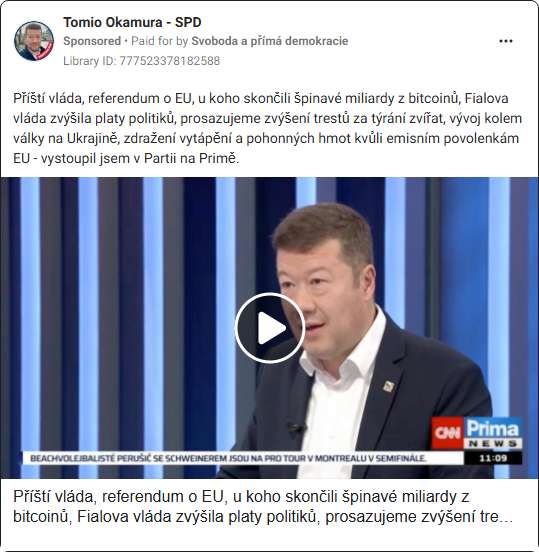 Tomio Okamura - SPD
Sponsored • Paid for by Svoboda a přímá demokracie
Library ID: 777523378182588
Příští vláda, referendum o EU, u koho skončili špinavé miliardy z bitcoinů, Fialova
vláda zvýšila platy politiků, prosazujeme zvýšení trestů za týrání zvířat, vývoj kolem
války na Ukrajině, zdražení vytápění a pohonných hmot kvůli emisním povolenkám
EU - vystoupil jsem v Partii na Primě.
CNN Prima
NEWS
BEACHVOLEJBALISTÉ PERUŠIČ SE SCHWEINEREM JSOU NA PRO TOUR V MONTREALU V SEMIFINÁLE.
11:09
Příští vláda, referendum o EU, u koho skončili špinavé miliardy z
bitcoinů, Fialova vláda zvýšila platy politiků, prosazujeme zvýšení tre...